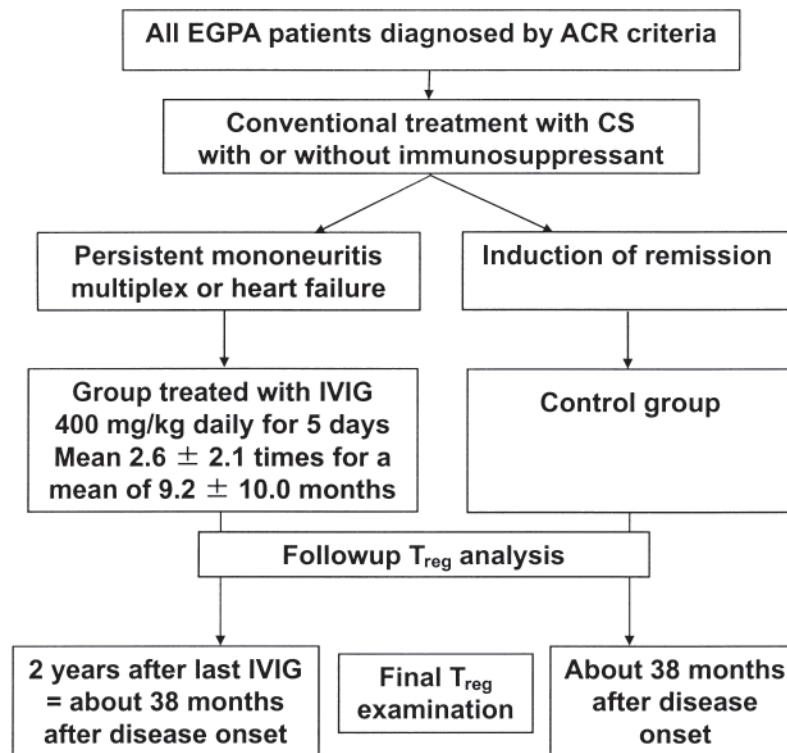 All EGPA patients diagnosed by ACR criteria
Conventional treatment with CS
with or without immunosuppressant
Persistent mononeuritis
multiplex or heart failure
Induction of remission
Group treated with IVIG
400 mg/kg daily for 5 days
Mean 2.6 ± 2.1 times for a
mean of 9.2 ± 10.0 months
Control group
Followup Treg analysis
2 years after last IVIG
= about 38 months
after disease onset
Final Treg
examination
About 38 months
after disease
onset